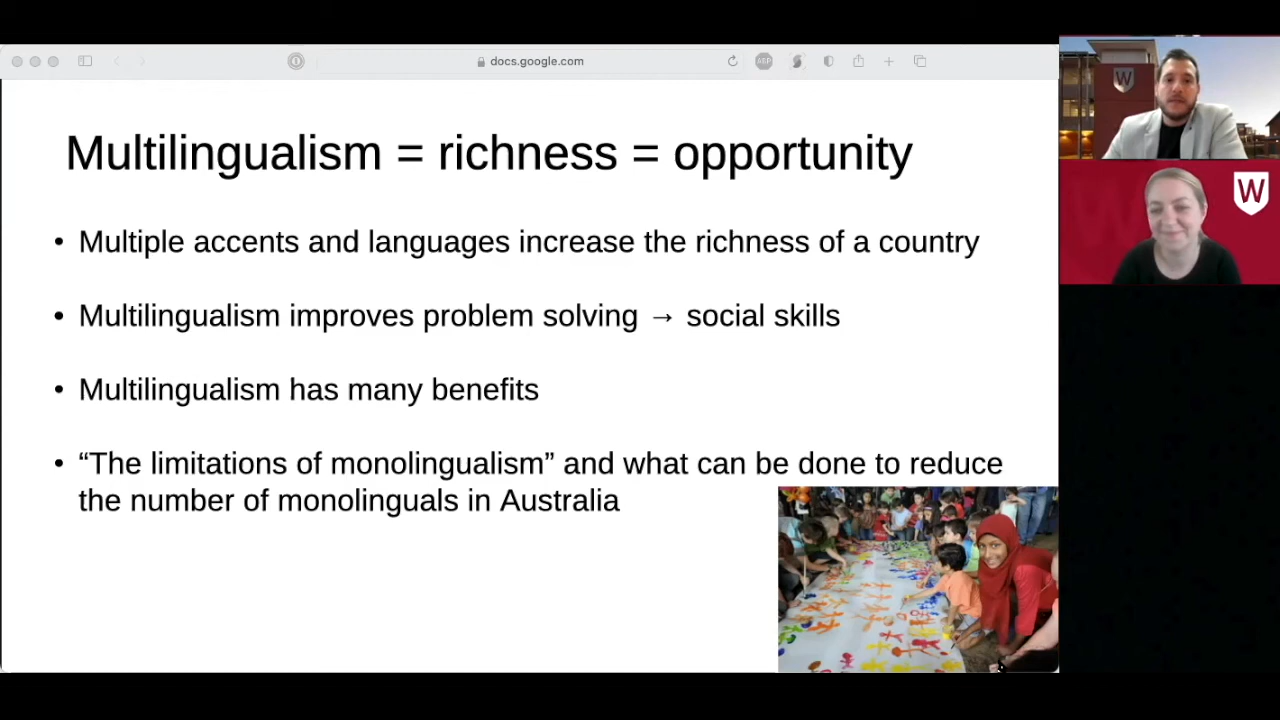 docs.google.com
ABP
Multilingualism = richness = opportunity
• Multiple accents and languages increase the richness of a country
• Multilingualism improves problem solving → social skills
• Multilingualism has many benefits
• “The limitations of monolingualism” and what can be done to reduce
the number of monolinguals in Australia
W
W